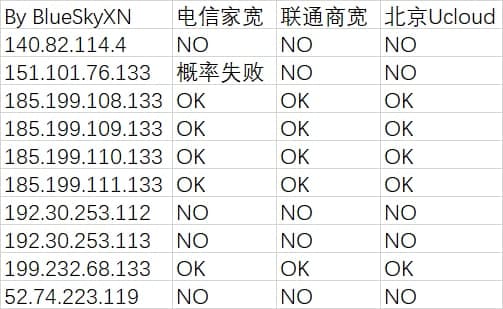 By BlueSkyXN 电信家宽 联通商宽 北京Ucloud
140.82.114.4 NO NO NO
151.101.76.133 概率失败 NO NO
185.199.108.133 OK OK OK
185.199.109.133 OK OK OK
185.199.110.133 OK OK OK
185.199.111.133 OK OK OK
192.30.253.112 NO NO NO
192.30.253.113 NO NO NO
199.232.68.133 OK OK OK
52.74.223.119 NO NO NO